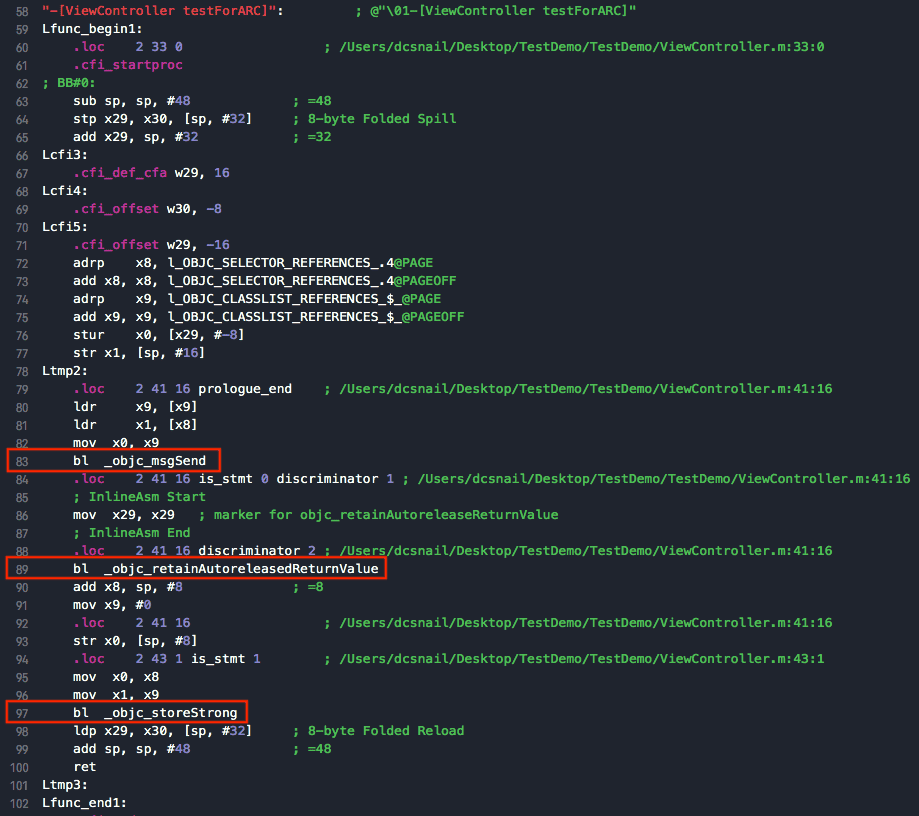 58 "-[ViewController testForARC]": ; @"\01-[ViewController testForARC]"
59 Lfunc_begin1:
60 .loc 2 33 0 ; /Users/dcsnail/Desktop/TestDemo/TestDemo/ViewController.m:33:0
61 .cfi_startproc
62 ; BB#0:
63 sub sp, sp, #48 ; =48
64 stp x29, x30, [sp, #32] ; 8-byte Folded Spill
65 add x29, sp, #32 ; =32
66 Lcfi3:
67 .cfi_def_cfa w29, 16
68 Lcfi4:
69 .cfi_offset w30, -8
70 Lcfi5:
71 .cfi_offset w29, -16
72 adrp x8, l_OBJC_SELECTOR_REFERENCES_.4@PAGE
73 add x8, x8, l_OBJC_SELECTOR_REFERENCES_.4@PAGEOFF
74 adrp x9, l_OBJC_CLASSLIST_REFERENCES_$_@PAGE
75 add x9, x9, l_OBJC_CLASSLIST_REFERENCES_$_@PAGEOFF
76 stur x0, [x29, #-8]
77 str x1, [sp, #16]
78 Ltmp2:
79 .loc 2 41 16 prologue_end ; /Users/dcsnail/Desktop/TestDemo/TestDemo/ViewController.m:41:16
80 ldr x9, [x9]
81 ldr x1, [x8]
82 mov x0, x9
83 bl _objc_msgSend
84 .loc 2 41 16 is_stmt 0 discriminator 1 ; /Users/dcsnail/Desktop/TestDemo/TestDemo/ViewController.m:41:16
85 ; InlineAsm Start
86 mov x29, x29 ; marker for objc_retainAutoreleaseReturnValue
87 ; InlineAsm End
88 .loc 2 41 16 discriminator 2 ; /Users/dcsnail/Desktop/TestDemo/TestDemo/ViewController.m:41:16
89 bl _objc_retainAutoreleasedReturnValue
90 add x8, sp, #8 ; =8
91 mov x9, #0
92 .loc 2 41 16 ; /Users/dcsnail/Desktop/TestDemo/TestDemo/ViewController.m:41:16
93 str x0, [sp, #8]
94 .loc 2 43 1 is_stmt 1 ; /Users/dcsnail/Desktop/TestDemo/TestDemo/ViewController.m:43:1
95 mov x0, x8
96 mov x1, x9
97 bl _objc_storeStrong
98 ldp x29, x30, [sp, #32] ; 8-byte Folded Reload
99 add sp, sp, #48 ; =48
100 ret
101 Ltmp3:
102 Lfunc_end1: